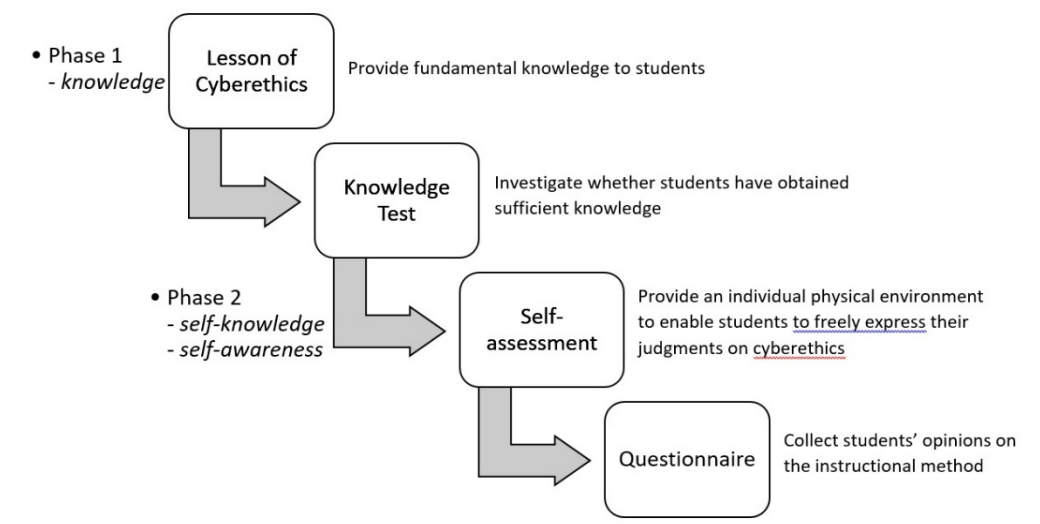 • Phase 1
- knowledge
Lesson of
Cyberethics
Provide fundamental knowledge to students
Knowledge
Test
Investigate whether students have obtained
sufficient knowledge
• Phase 2
- self-knowledge
- self-awareness
Self-
assessment
Provide an individual physical environment
to enable students to freely express their
judgments on cyberethics
Questionnaire
Collect students' opinions on
the instructional method